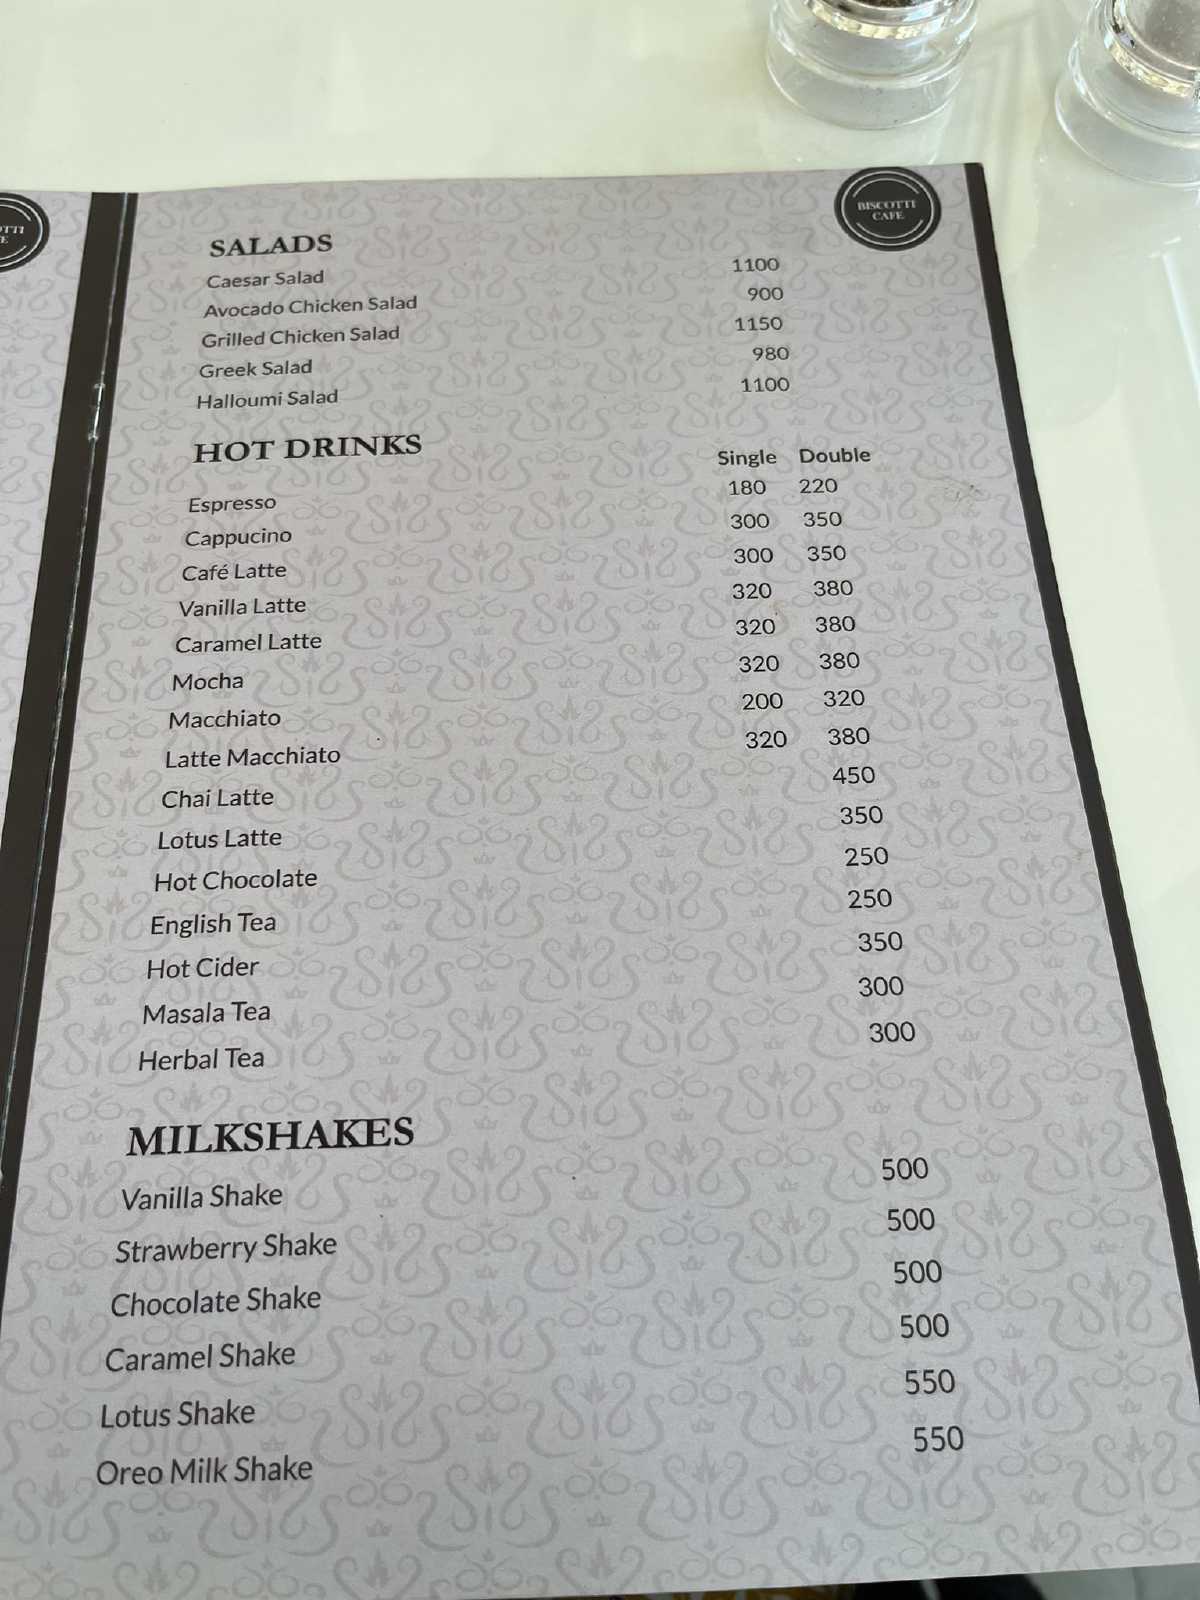 OTTI
E
BISCOTTI
CAFE
SALADS
Caesar Salad 1100
Avocado Chicken Salad 900
Grilled Chicken Salad 1150
Greek Salad 980
Halloumi Salad 1100
HOT DRINKS
Single Double
Espresso 180 220
Cappucino 300 350
Café Latte 300 350
Vanilla Latte 320 380
Caramel Latte 320 380
Mocha 320 380
Macchiato 200 320
Latte Macchiato 320 380
Chai Latte 450
Lotus Latte 350
Hot Chocolate 250
English Tea 250
Hot Cider 350
Masala Tea 300
Herbal Tea 300
MILKSHAKES
Vanilla Shake 500
Strawberry Shake 500
Chocolate Shake 500
Caramel Shake 500
Lotus Shake 550
Oreo Milk Shake 550